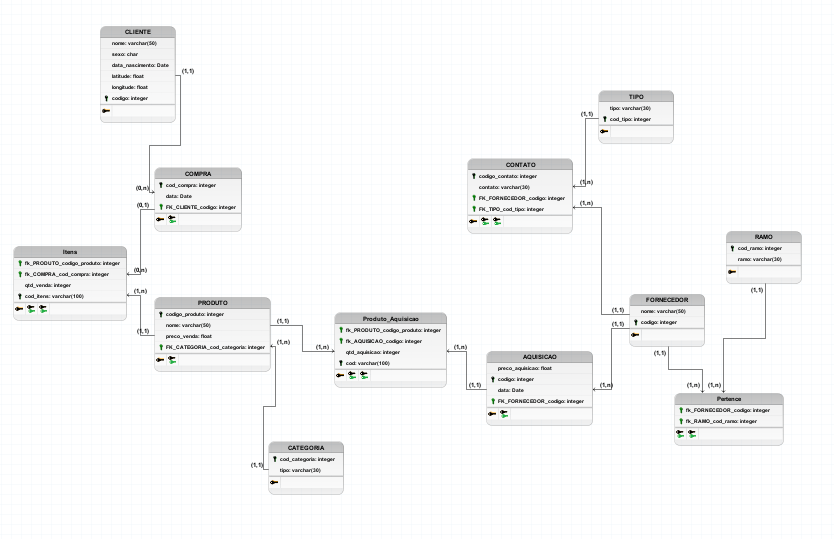 CLIENTE
nome: varchar(50)
sexo: char
data_nascimento: Date
latitude: float
longitude: float
codigo: integer
(1,1)
(0,n)
COMPRA
cod_compra: integer
data: Date
FK_CLIENTE_codigo: integer
(0,1)
(0,n)
Itens
fk_PRODUTO_codigo_produto: integer
fk_COMPRA_cod_compra: integer
qtd_venda: integer
cod_itens: varchar(100)
(1,n)
(1,1)
PRODUTO
codigo_produto: integer
nome: varchar(50)
preco_venda: float
FK_CATEGORIA_cod_categoria: integer
(1,1)
(1,n)
(1,n)
CATEGORIA
cod_categoria: integer
tipo: varchar(30)
(1,1)
Produto_Aquisicao
fk_PRODUTO_codigo_produto: integer
fk_AQUISICAO_codigo: integer
qtd_aquisicao: integer
cod: varchar(100)
(1,n)
(1,1)
AQUISICAO
preco_aquisicao: float
codigo: integer
data: Date
FK_FORNECEDOR_codigo: integer
(1,n)
TIPO
tipo: varchar(30)
cod_tipo: integer
(1,1)
(1,n)
CONTATO
codigo_contato: integer
contato: varchar(30)
FK_FORNECEDOR_codigo: integer
FK_TIPO_cod_tipo: integer
(1,n)
RAMO
cod_ramo: integer
ramo: varchar(30)
(1,1)
FORNECEDOR
nome: varchar(50)
codigo: integer
(1,1)
(1,1)
(1,1)
(1,n)
(1,n)
Pertence
fk_FORNECEDOR_codigo: integer
fk_RAMO_cod_ramo: integer